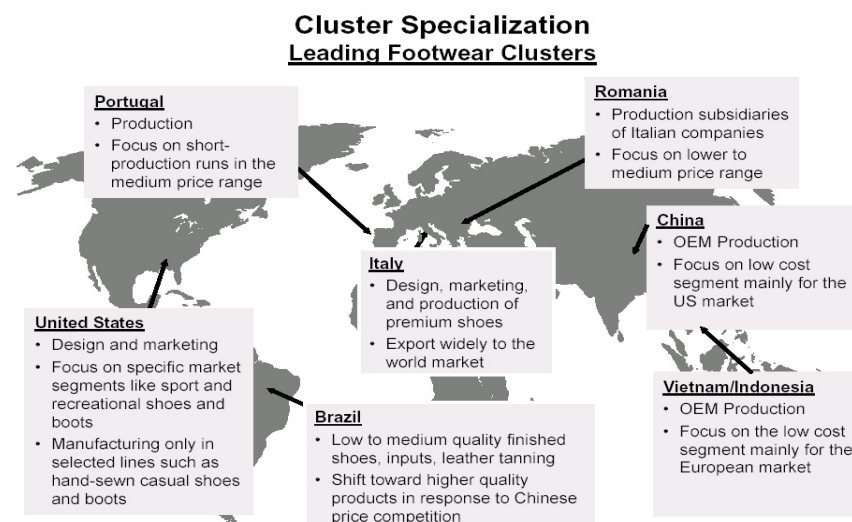 Cluster Specialization
Leading Footwear Clusters
Portugal
• Production
• Focus on short-
production runs in the
medium price range
Romania
• Production subsidiaries
of Italian companies
• Focus on lower to
medium price range
China
• OEM Production
• Focus on low cost
segment mainly for the
US market
Italy
• Design, marketing,
and production of
premium shoes
• Export widely to the
world market
United States
• Design and marketing
• Focus on specific market
segments like sport and
recreational shoes and
boots
• Manufacturing only in
selected lines such as
hand-sewn casual shoes
and boots
Brazil
• Low to medium quality finished
shoes, inputs, leather tanning
• Shift toward higher quality
products in response to Chinese
price competition
Vietnam/Indonesia
• OEM Production
• Focus on the low cost
segment mainly for the
European market